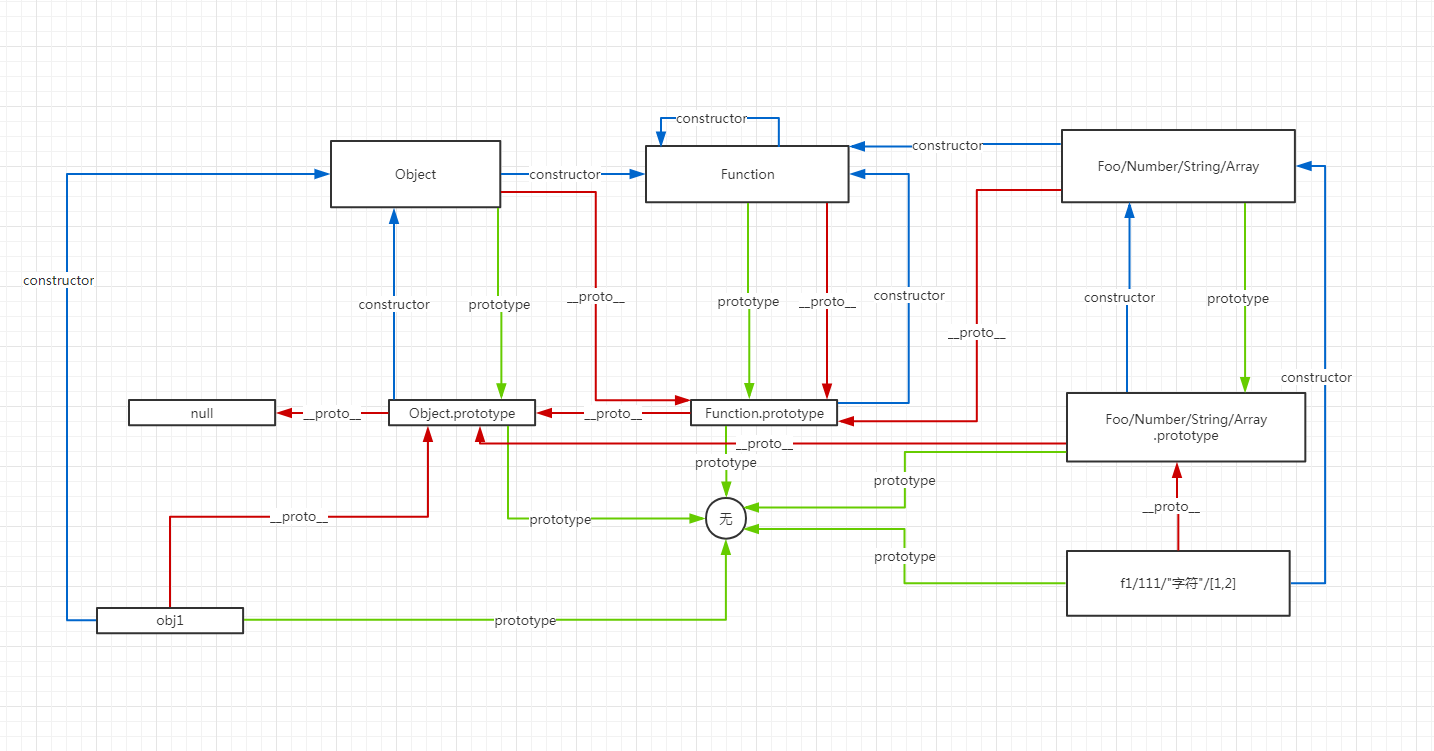 constructor
Object
constructor
Function
constructor
Foo/Number/String/Array
constructor
constructor
prototype
__proto__
prototype
__proto__
constructor
__proto__
constructor
prototype
constructor
null
__proto__
Object.prototype
__proto__
Function.prototype
Foo/Number/String/Array
.prototype
__proto__
prototype
prototype
__proto__
__proto__
prototype
无
prototype
f1/111/"字符"/[1,2]
obj1
prototype